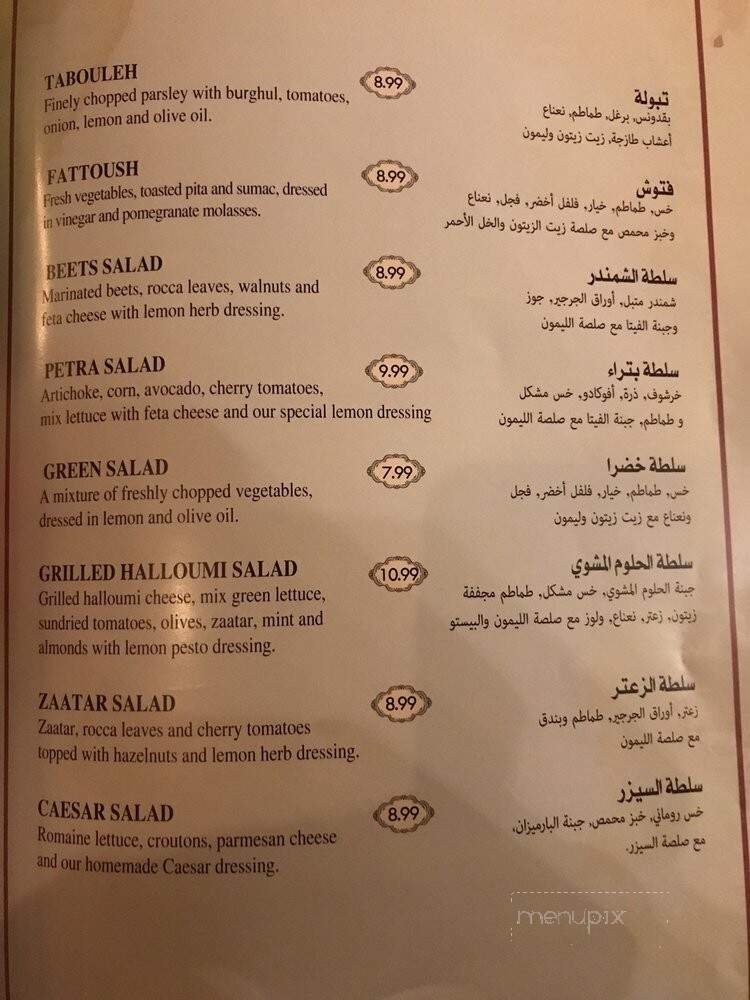 TABOULEH
8.99
Finely chopped parsley with burghul, tomatoes,
onion, lemon and olive oil.
تبولة
بقدونس, برغل, طماطم, نعناع
أعشاب طازجة, زيت زيتون وليمون
FATTOUSH
8.99
Fresh vegetables, toasted pita and sumac, dressed
in vinegar and pomegranate molasses.
فتوش
خس, طماطم, خيار, فلفل أخضر, فجل, نعناع
وخبز محمص مع صلصة زيت الزيتون والخل الأحمر
BEETS SALAD
8.99
Marinated beets, rocca leaves, walnuts and
feta cheese with lemon herb dressing.
سلطة الشمندر
شمندر متبل, أوراق الجرجير, جوز
وجبنة الفيتا مع صلصة الليمون
PETRA SALAD
9.99
Artichoke, corn, avocado, cherry tomatoes,
mix lettuce with feta cheese and our special lemon dressing
سلطة بتراء
خرشوف, ذرة, أفوكادو, خس مشكل
و طماطم, جبنة الفيتا مع صلصة الليمون
GREEN SALAD
7.99
A mixture of freshly chopped vegetables,
dressed in lemon and olive oil.
سلطة خضرا
خس, طماطم, خيار, فلفل أخضر, فجل
ونعناع مع زيت زيتون وليمون
GRILLED HALLOUMI SALAD
10.99
Grilled halloumi cheese, mix green lettuce,
sundried tomatoes, olives, zaatar, mint and
almonds with lemon pesto dressing.
سلطة الحلوم المشوي
جبنة الحلوم المشوي, خس مشكل, طماطم مجففة
زيتون, زعتر, نعناع, ولوز مع صلصة الليمون والبيستو
ZAATAR SALAD
8.99
Zaatar, rocca leaves and cherry tomatoes
topped with hazelnuts and lemon herb dressing.
سلطة الزعتر
زعتر, أوراق الجرجير, طماطم وبندق
مع صلصة الليمون
CAESAR SALAD
8.99
Romaine lettuce, croutons, parmesan cheese
and our homemade Caesar dressing.
سلطة السيزر
خس روماني, خبز محمص, جبنة البارميزان,
مع صلصة السيزر.
menupix